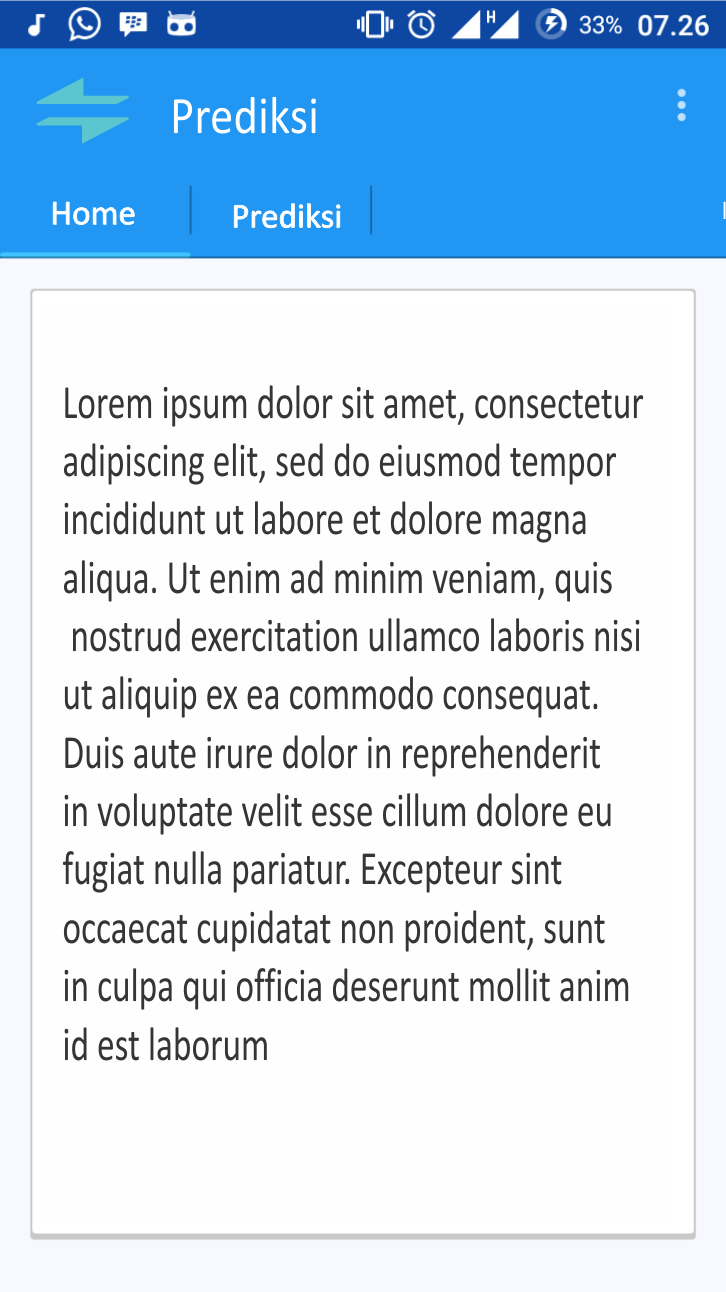 H 33% 07.26
Prediksi
Home Prediksi
Lorem ipsum dolor sit amet, consectetur
adipiscing elit, sed do eiusmod tempor
incididunt ut labore et dolore magna
aliqua. Ut enim ad minim veniam, quis
nostrud exercitation ullamco laboris nisi
ut aliquip ex ea commodo consequat.
Duis aute irure dolor in reprehenderit
in voluptate velit esse cillum dolore eu
fugiat nulla pariatur. Excepteur sint
occaecat cupidatat non proident, sunt
in culpa qui officia deserunt mollit anim
id est laborum